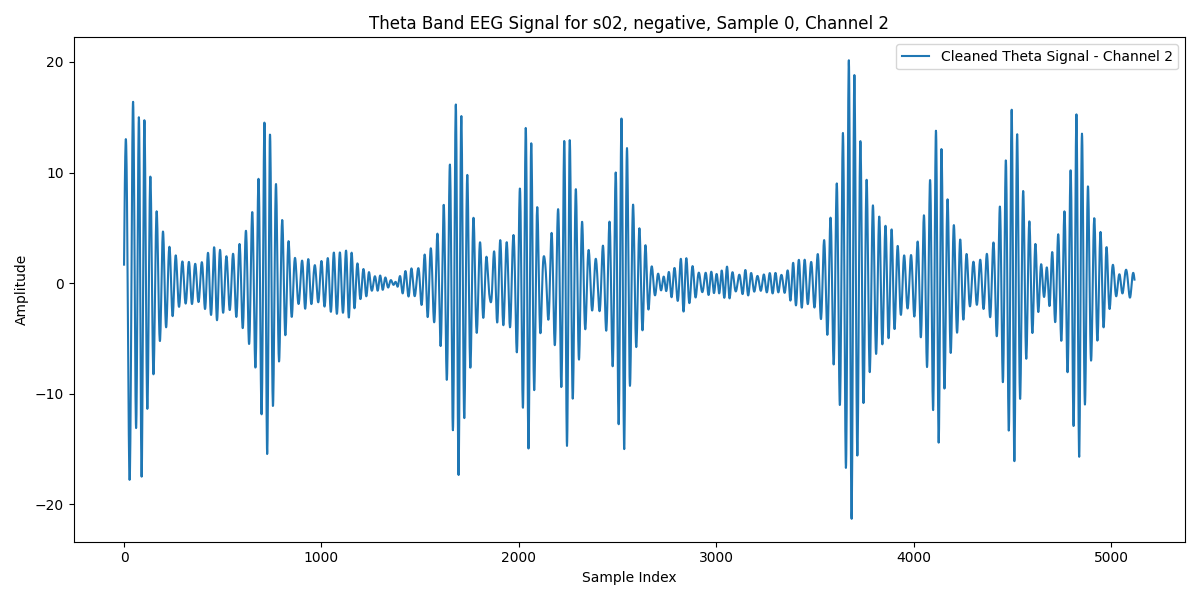 Theta Band EEG Signal for s02, negative, Sample 0, Channel 2
Cleaned Theta Signal - Channel 2
20
10
0
−10
−20
Amplitude
0 1000 2000 3000 4000 5000
Sample Index